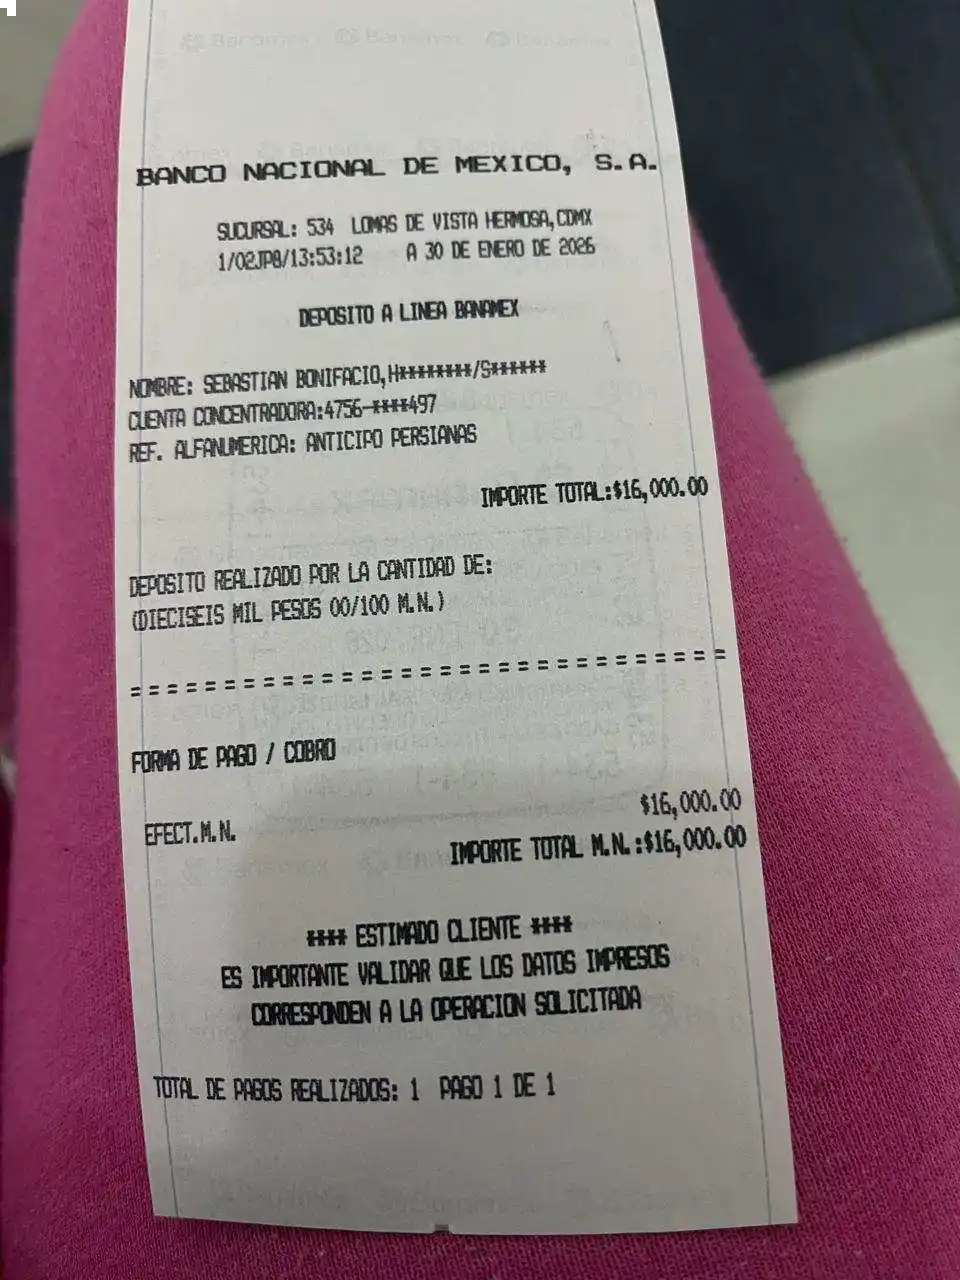 BANCO NACIONAL DE MEXICO, S.A.
SUCURSAL: 534 LOMAS DE VISTA HERMOSA,CDMX
1/02JP8/13:53:12 A 30 DE ENERO DE 2026
DEPOSITO A LINEA BANAMEX
NOMBRE: SEBASTIAN BONIFACIO,H********/S******
CUENTA CONCENTRADORA:4756-****497
REF. ALFANUMERICA: ANTICIPO PERSIANAS
IMPORTE TOTAL:$16,000.00
DEPOSITO REALIZADO POR LA CANTIDAD DE:
(DIECISEIS MIL PESOS 00/100 M.N.)
================================
FORMA DE PAGO / COBRO
$16,000.00
EFECT.M.N.
IMPORTE TOTAL M.N.:$16,000.00
**** ESTIMADO CLIENTE ****
ES IMPORTANTE VALIDAR QUE LOS DATOS IMPRESOS
CORRESPONDEN A LA OPERACION SOLICITADA
TOTAL DE PAGOS REALIZADOS: 1 PAGO 1 DE 1